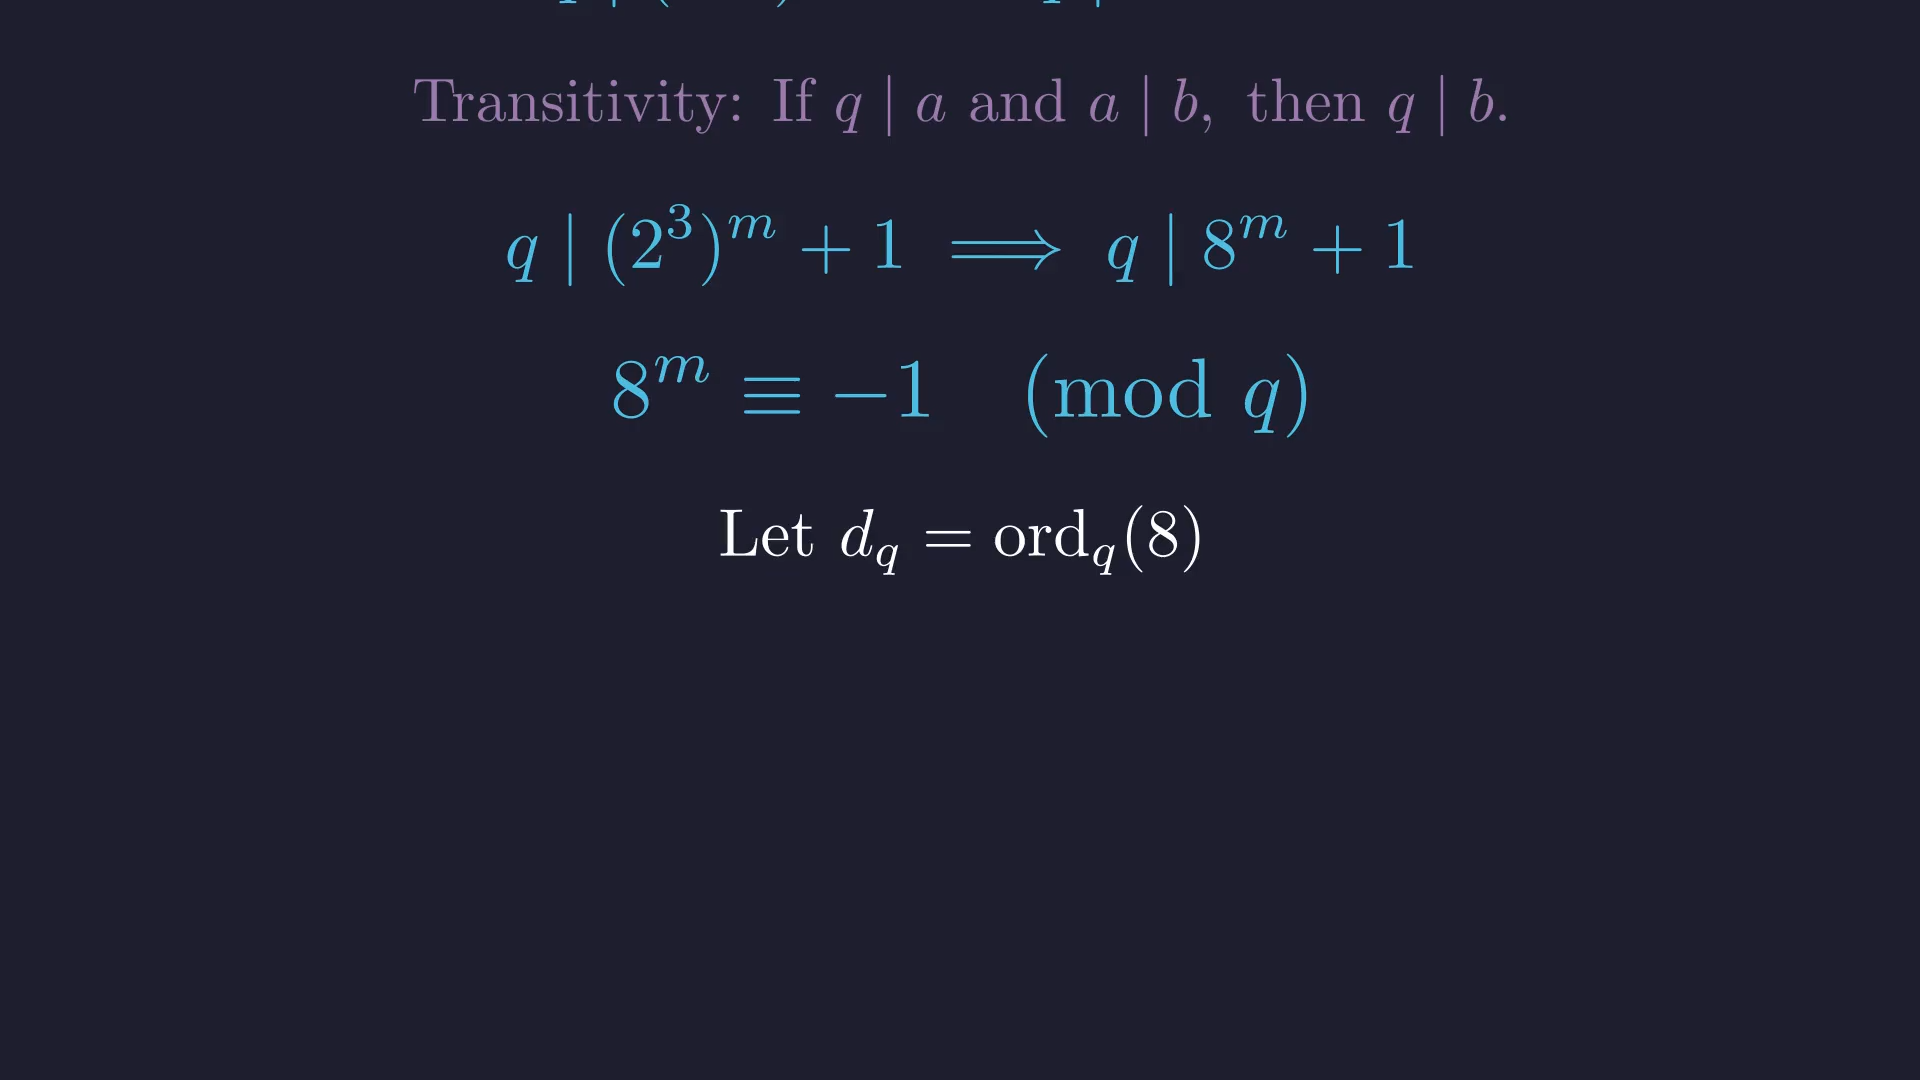 Transitivity: If q | a and a | b, then q | b.
q | (2³)ᵐ + 1 ⟹ q | 8ᵐ + 1
8ᵐ ≡ −1 (mod q)
Let d_q = ord_q(8)